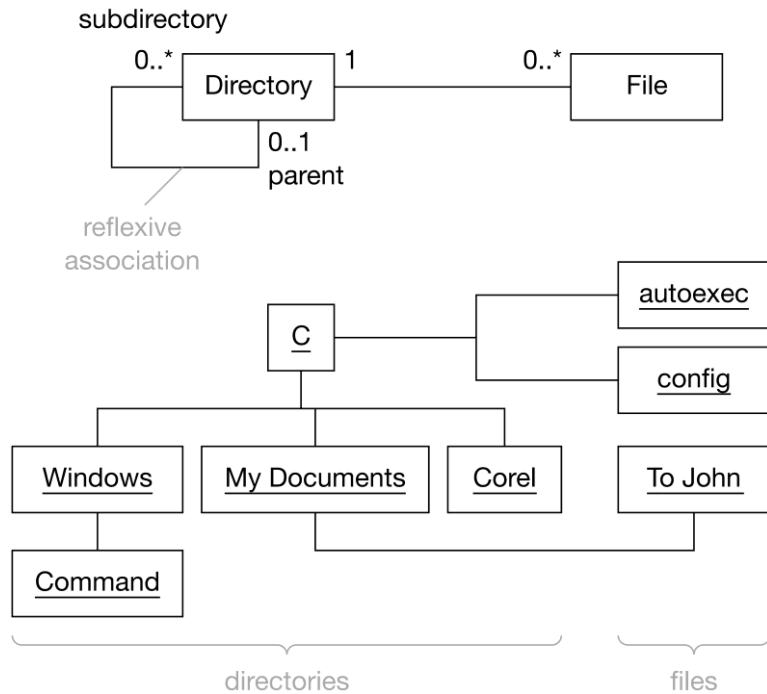 subdirectory
0..*
Directory
1
0..*
File
0..1
parent
reflexive
association
C
autoexec
config
Windows
My Documents
Corel
To John
Command
directories
files